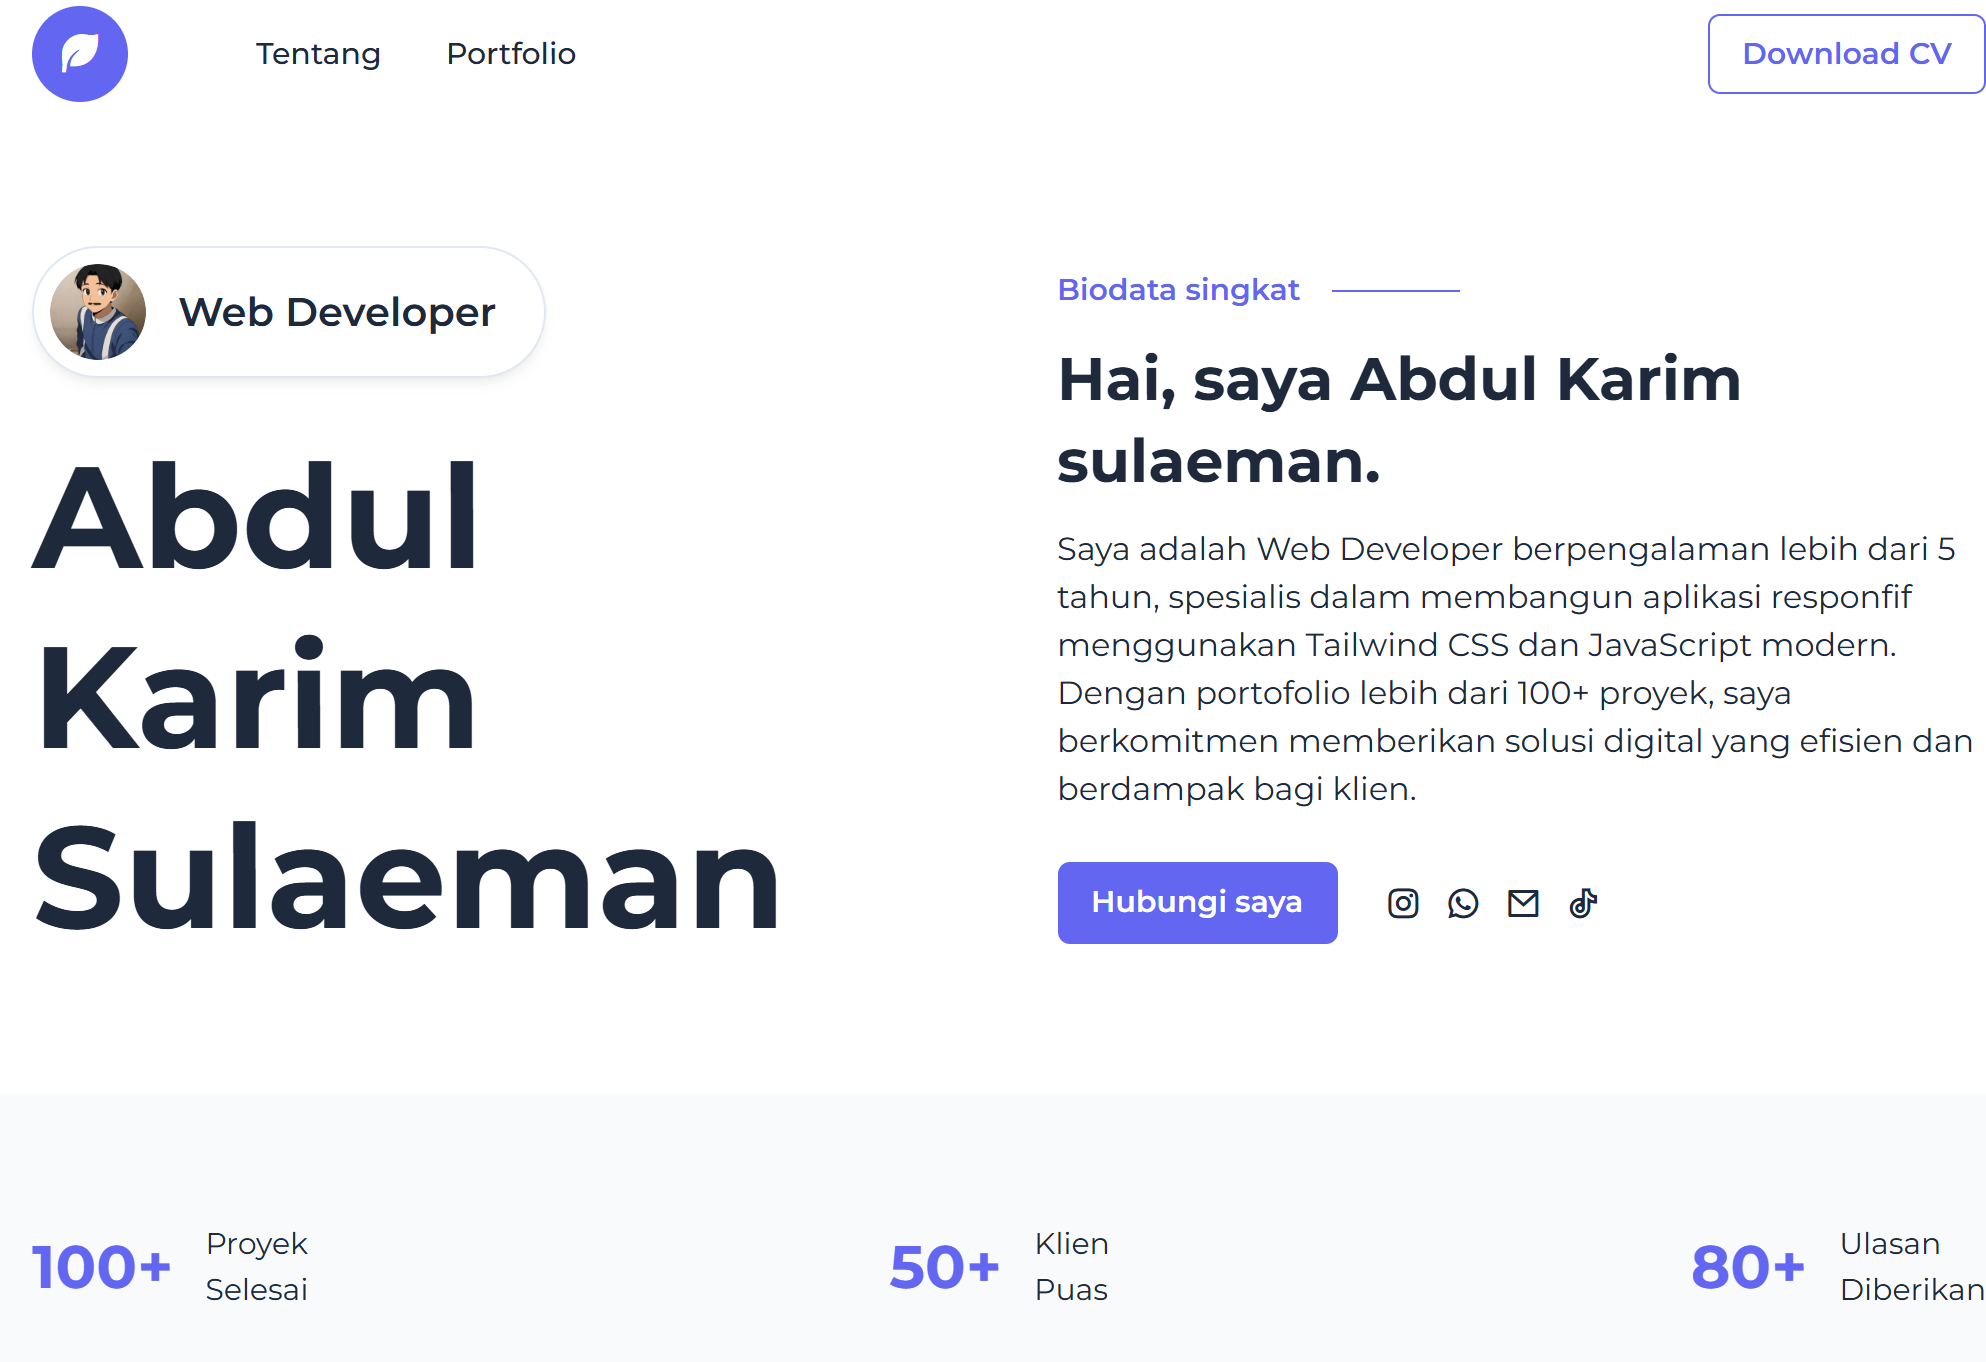 Tentang
Portfolio
Download CV
Web Developer
Abdul
Karim
Sulaeman
Biodata singkat
Hai, saya Abdul Karim
sulaeman.
Saya adalah Web Developer berpengalaman lebih dari 5
tahun, spesialis dalam membangun aplikasi responfif
menggunakan Tailwind CSS dan JavaScript modern.
Dengan portofolio lebih dari 100+ proyek, saya
berkomitmen memberikan solusi digital yang efisien dan
berdampak bagi klien.
Hubungi saya
100+
Proyek
Selesai
50+
Klien
Puas
80+
Ulasan
Diberikan